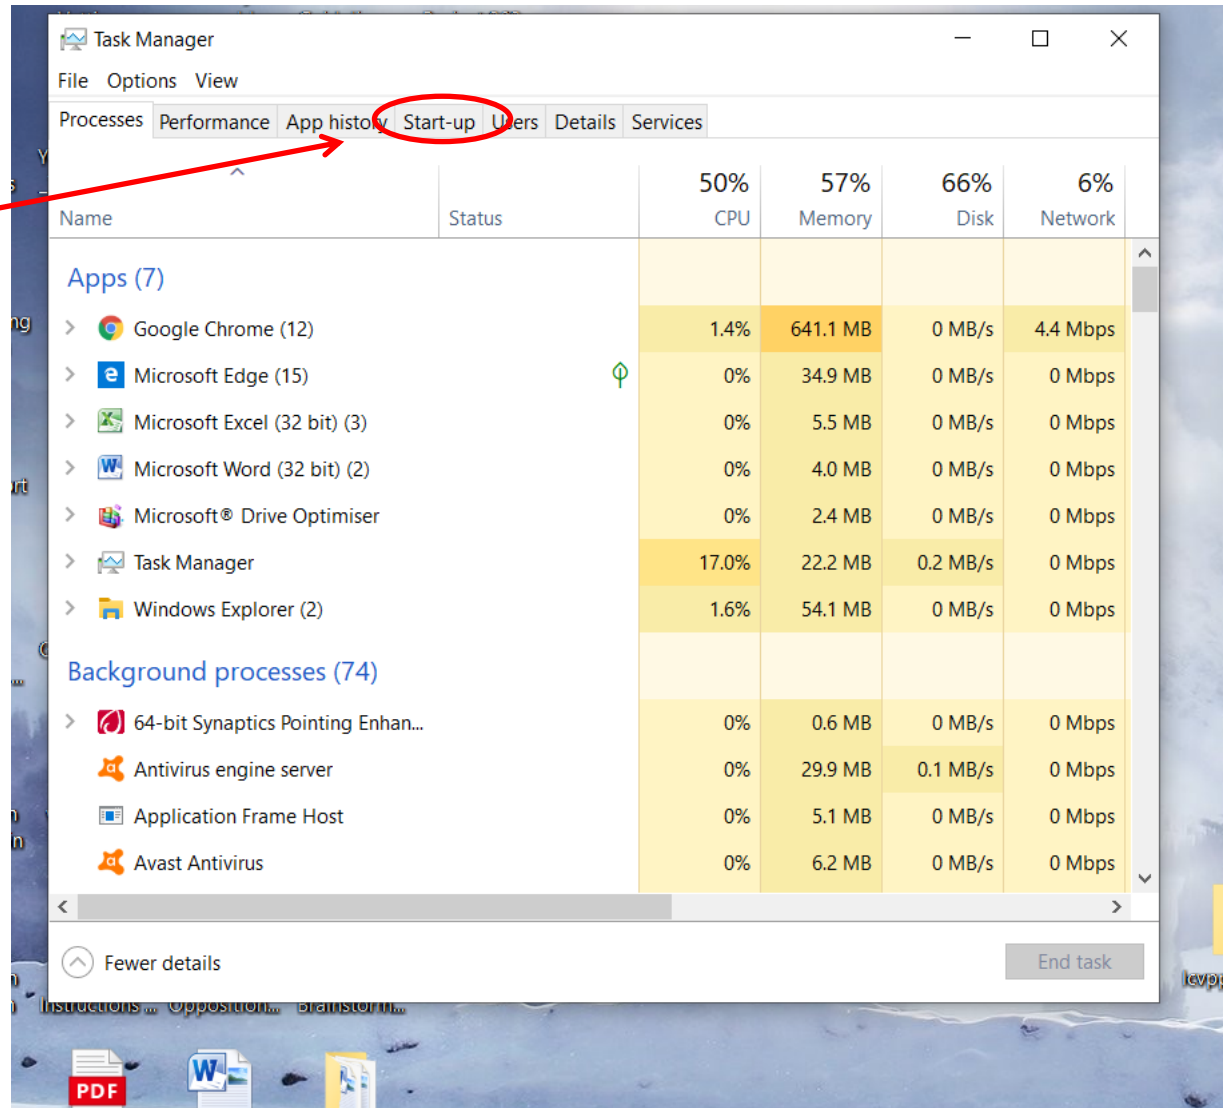 Task Manager
File Options View
Processes Performance App history Start-up Users Details Services
50% 57% 66% 6%
Name Status CPU Memory Disk Network
Apps (7)
Google Chrome (12) 1.4% 641.1 MB 0 MB/s 4.4 Mbps
Microsoft Edge (15) 0% 34.9 MB 0 MB/s 0 Mbps
Microsoft Excel (32 bit) (3) 0% 5.5 MB 0 MB/s 0 Mbps
Microsoft Word (32 bit) (2) 0% 4.0 MB 0 MB/s 0 Mbps
Microsoft® Drive Optimiser 0% 2.4 MB 0 MB/s 0 Mbps
Task Manager 17.0% 22.2 MB 0.2 MB/s 0 Mbps
Windows Explorer (2) 1.6% 54.1 MB 0 MB/s 0 Mbps
Background processes (74)
64-bit Synaptics Pointing Enhan... 0% 0.6 MB 0 MB/s 0 Mbps
Antivirus engine server 0% 29.9 MB 0.1 MB/s 0 Mbps
Application Frame Host 0% 5.1 MB 0 MB/s 0 Mbps
Avast Antivirus 0% 6.2 MB 0 MB/s 0 Mbps
Fewer details End task
Instructions ... Opposition... Brainstorm...
PDF